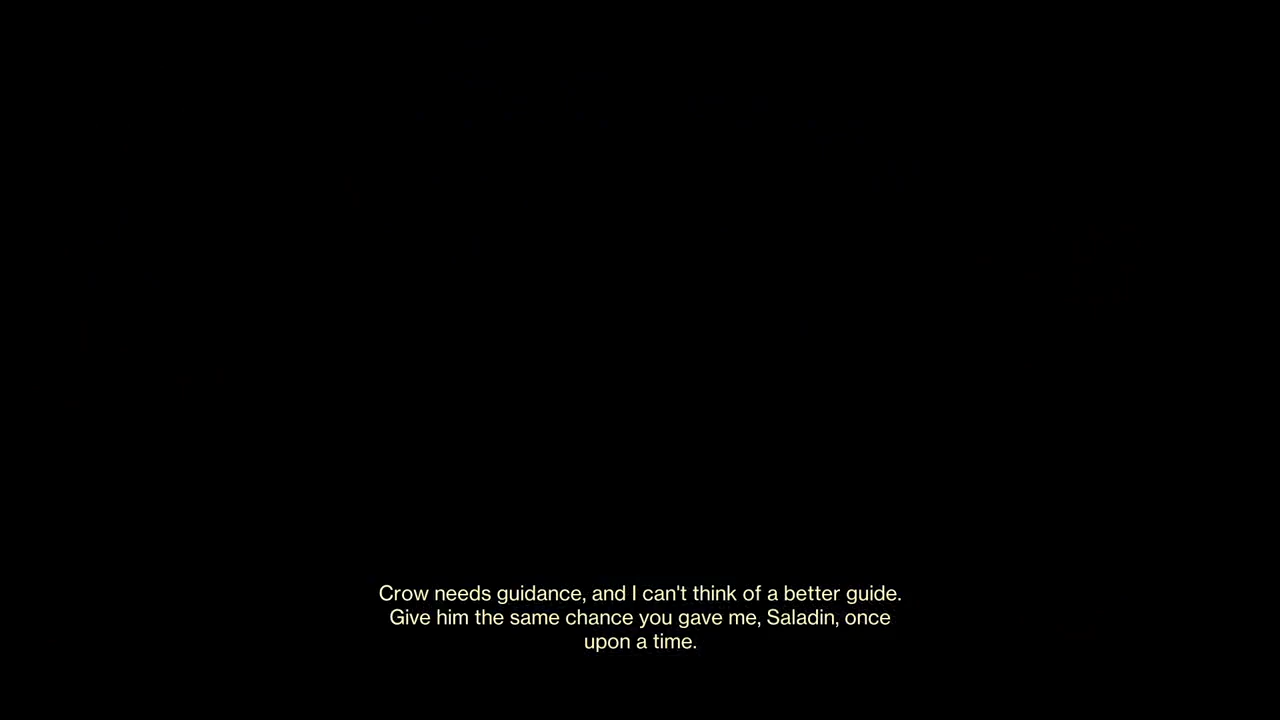 Crow needs guidance, and I can't think of a better guide.
Give him the same chance you gave me, Saladin, once
upon a time.